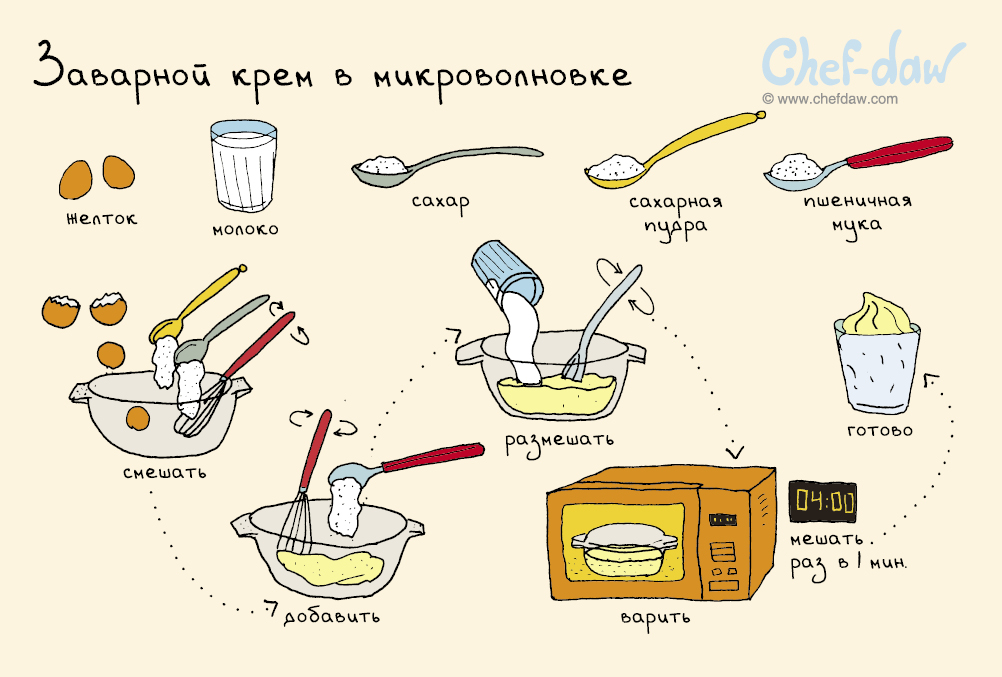 Заварной крем в микроволновке
Chef-daw
© www.chefdaw.com
желток
молоко
сахар
сахарная
пудра
пшеничная
мука
смешать
добавить
размешать
варить
04:00
мешать.
раз в 1 мин.
готово